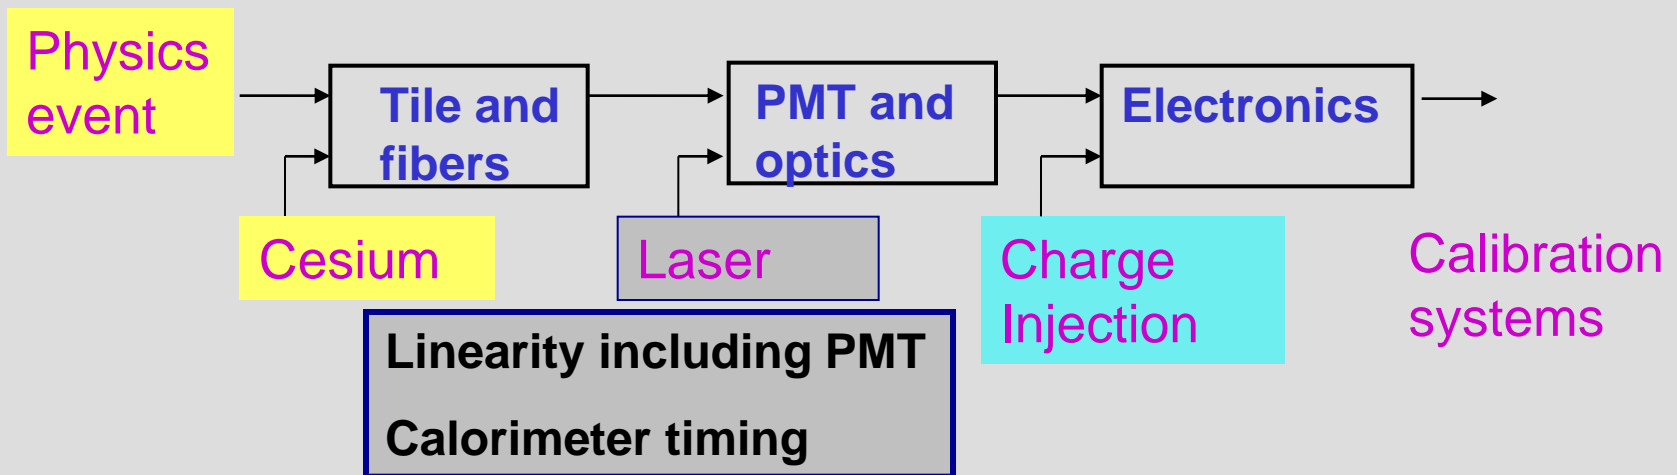 Physics
event
Tile and
fibers
PMT and
optics
Electronics
Cesium
Laser
Charge
Injection
Calibration
systems
Linearity including PMT
Calorimeter timing